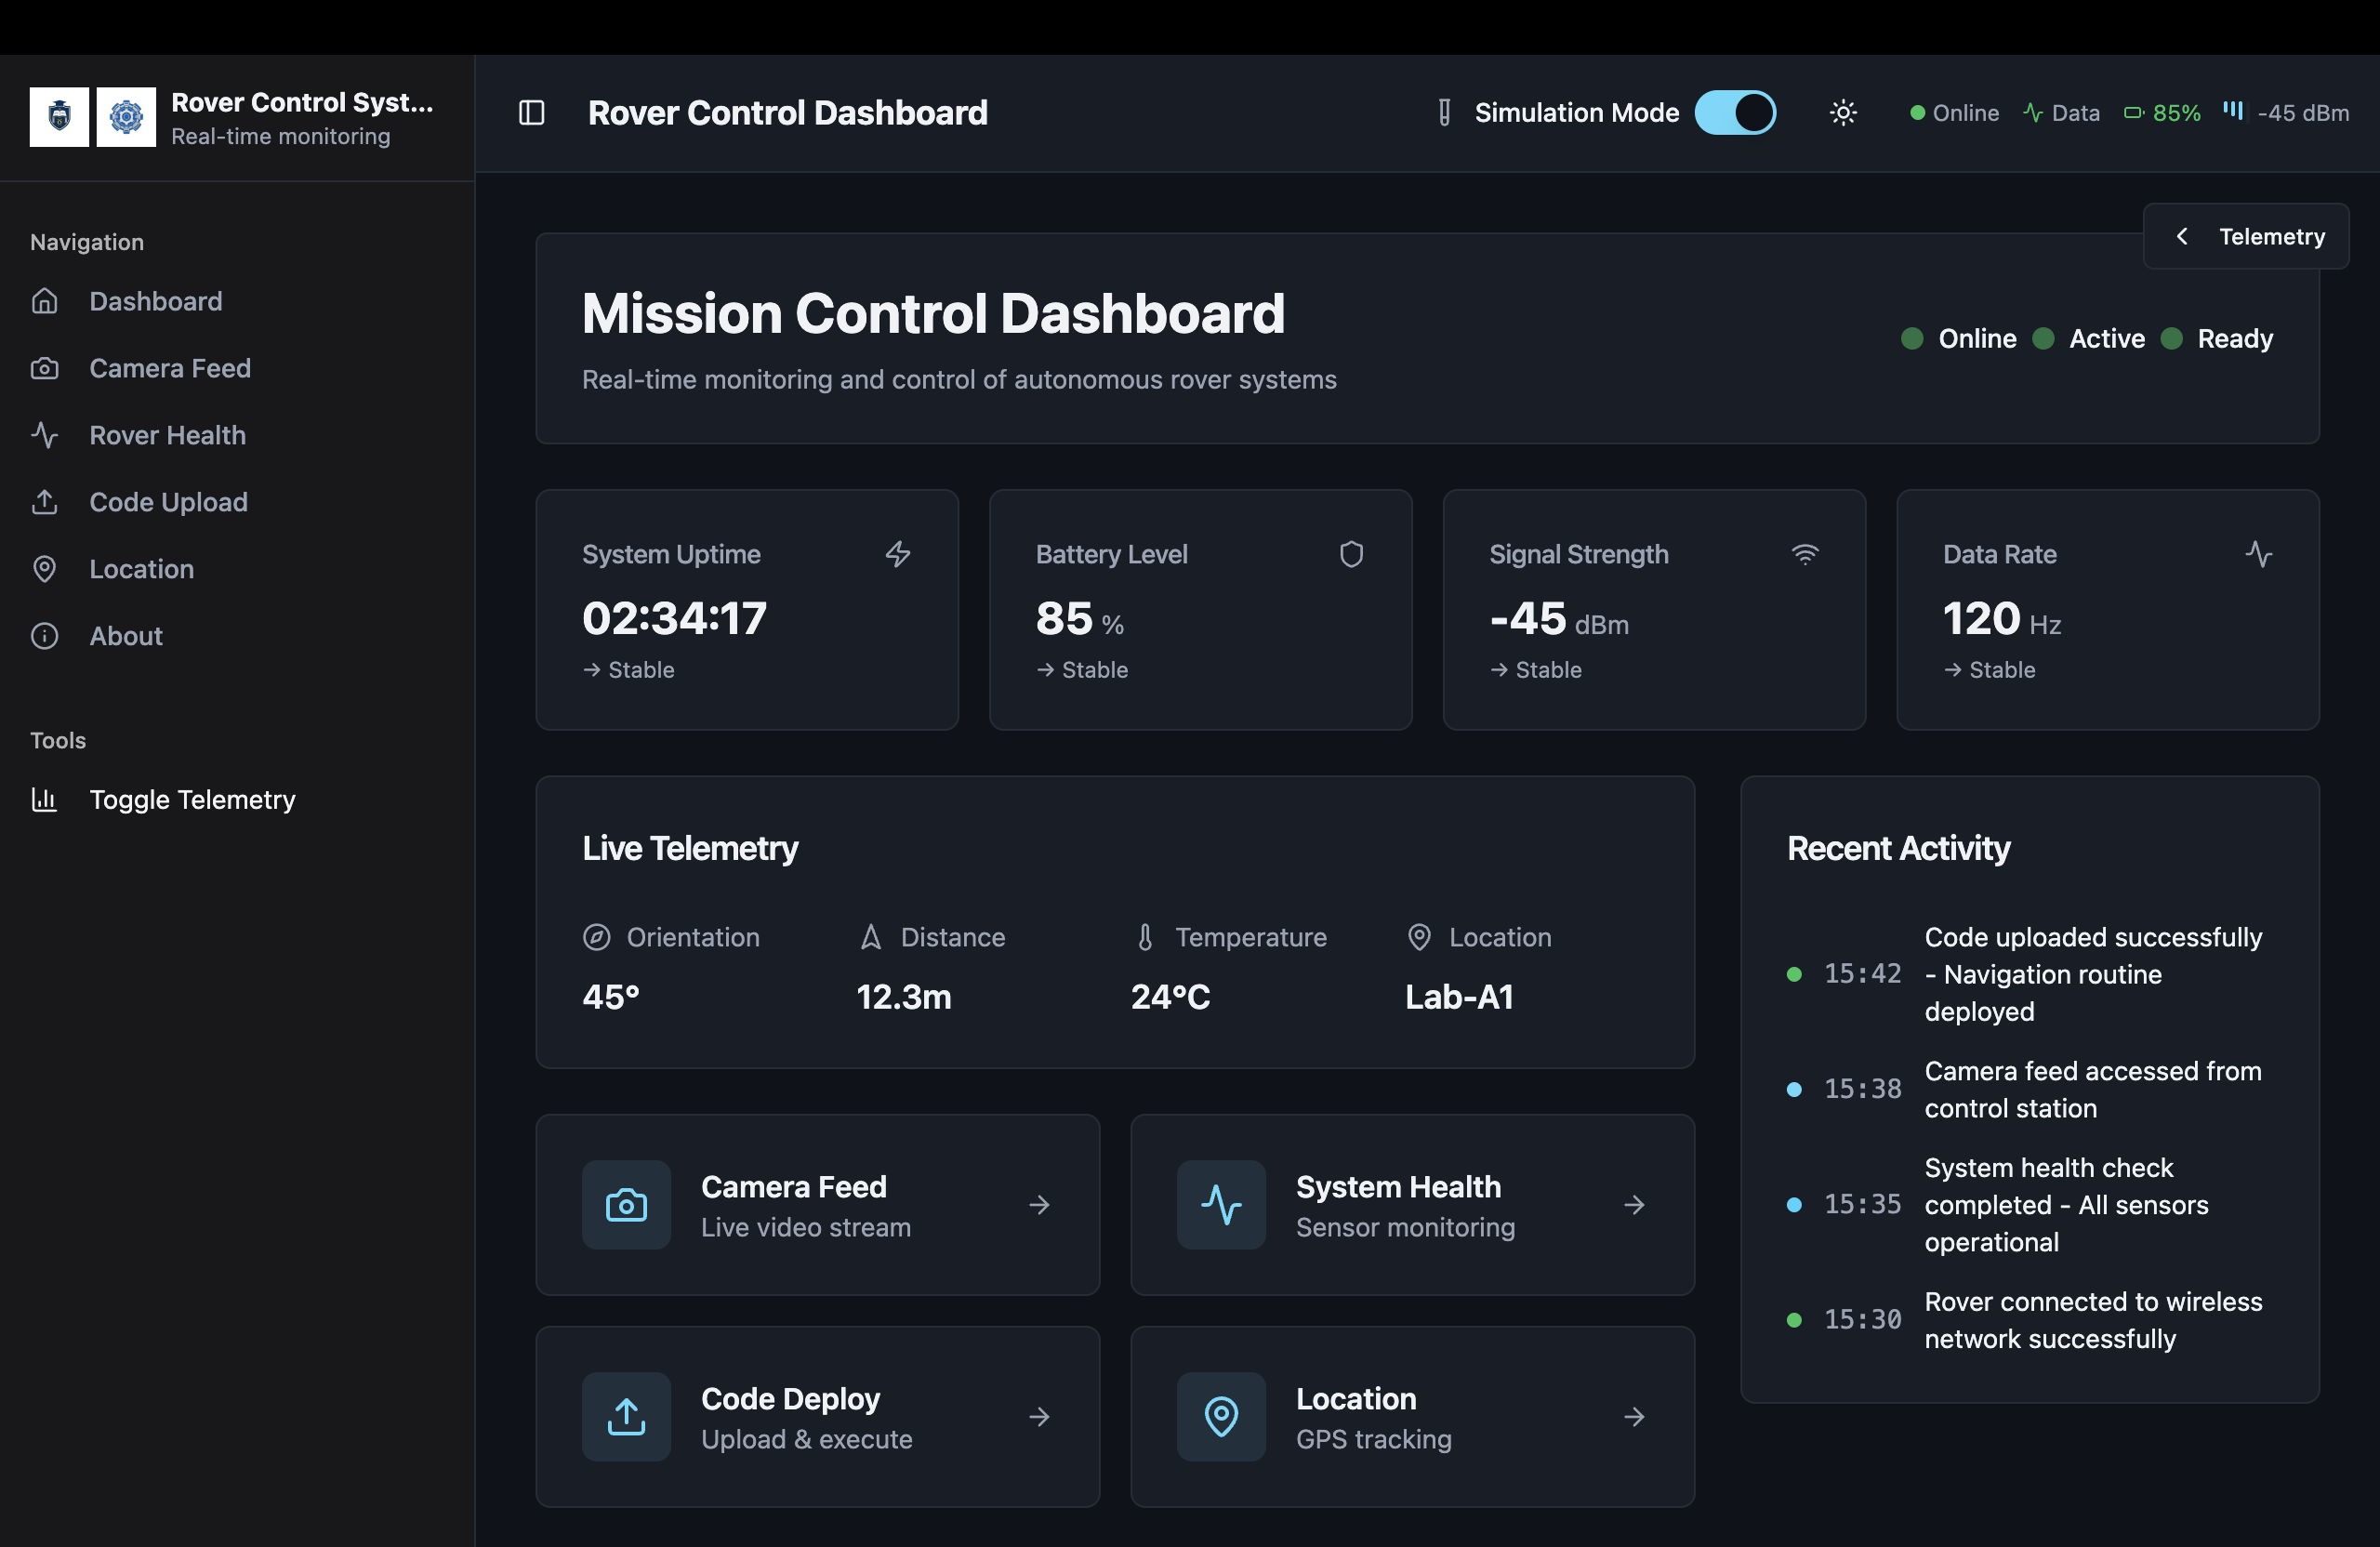 Rover Control Syst...
Real-time monitoring
Navigation
Dashboard
Camera Feed
Rover Health
Code Upload
Location
About
Tools
Toggle Telemetry
Rover Control Dashboard
Simulation Mode
Online
Data
85%
-45 dBm
Telemetry
Mission Control Dashboard
Real-time monitoring and control of autonomous rover systems
Online
Active
Ready
System Uptime
02:34:17
→ Stable
Battery Level
85 %
→ Stable
Signal Strength
-45 dBm
→ Stable
Data Rate
120 Hz
→ Stable
Live Telemetry
Orientation
45°
Distance
12.3m
Temperature
24°C
Location
Lab-A1
Camera Feed
Live video stream
System Health
Sensor monitoring
Code Deploy
Upload & execute
Location
GPS tracking
Recent Activity
15:42
Code uploaded successfully
- Navigation routine
deployed
15:38
Camera feed accessed from
control station
15:35
System health check
completed - All sensors
operational
15:30
Rover connected to wireless
network successfully